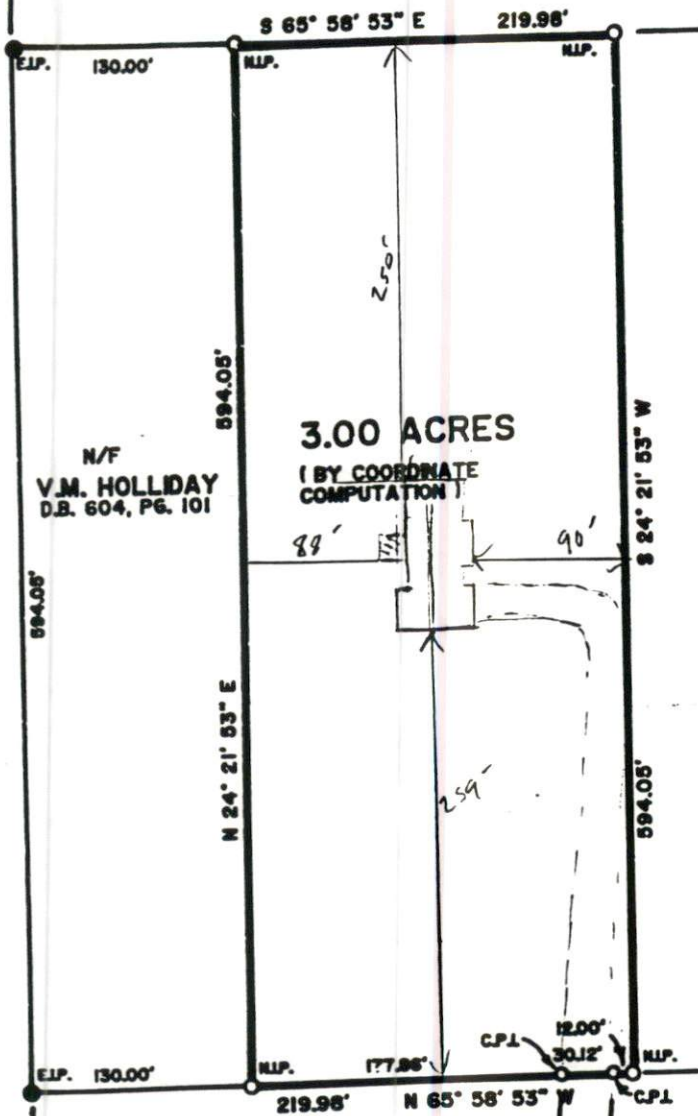 S 65° 58' 53" E
219.98'
E.I.P.
130.00'
N.I.P.
N.I.P.
250'
594.05'
3.00 ACRES
( BY COORDINATE
COMPUTATION )
N/F
V.M. HOLLIDAY
D.B. 604, PG. 101
S 24° 21' 53" W
88'
90'
594.05'
N 24° 21' 53" E
259'
594.05'
C.P.I.
12.00'
30.12'
N.I.P.
E.I.P.
130.00'
N.I.P.
177.86'
C.P.I.
219.98'
N 65° 58' 53" W